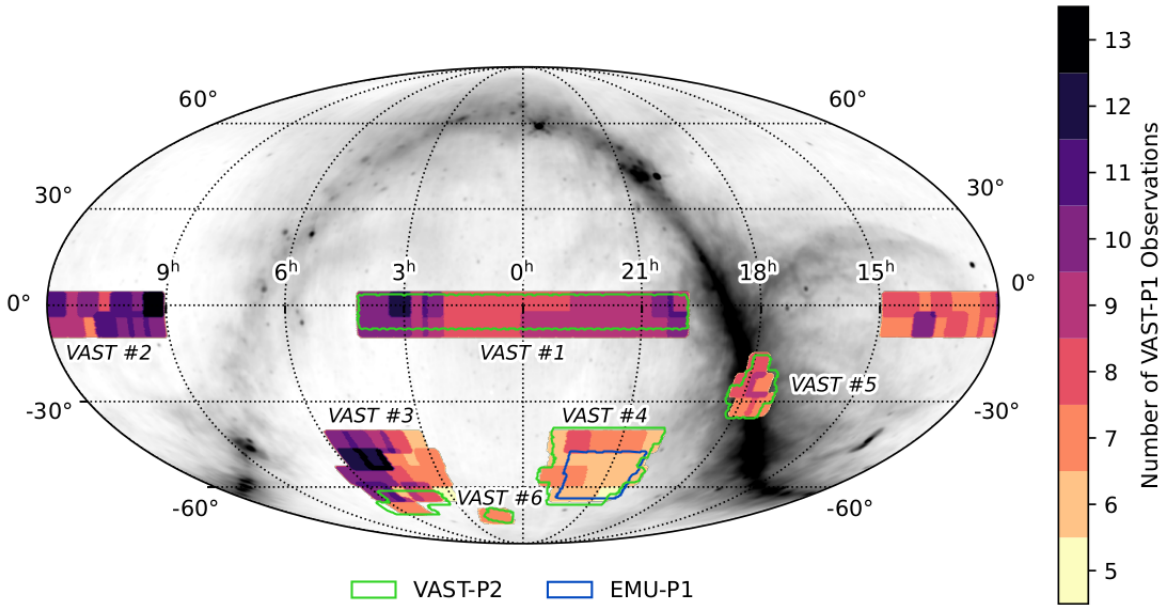 60°
60°
30°
30°
9h 6h 3h 0h 21h 18h 15h
0°
0°
VAST #2
VAST #1
VAST #5
-30°
-30°
VAST #3
VAST #4
VAST #6
-60°
-60°
VAST-P2
EMU-P1
13
12
11
10
9
8
7
6
5
Number of VAST-P1 Observations